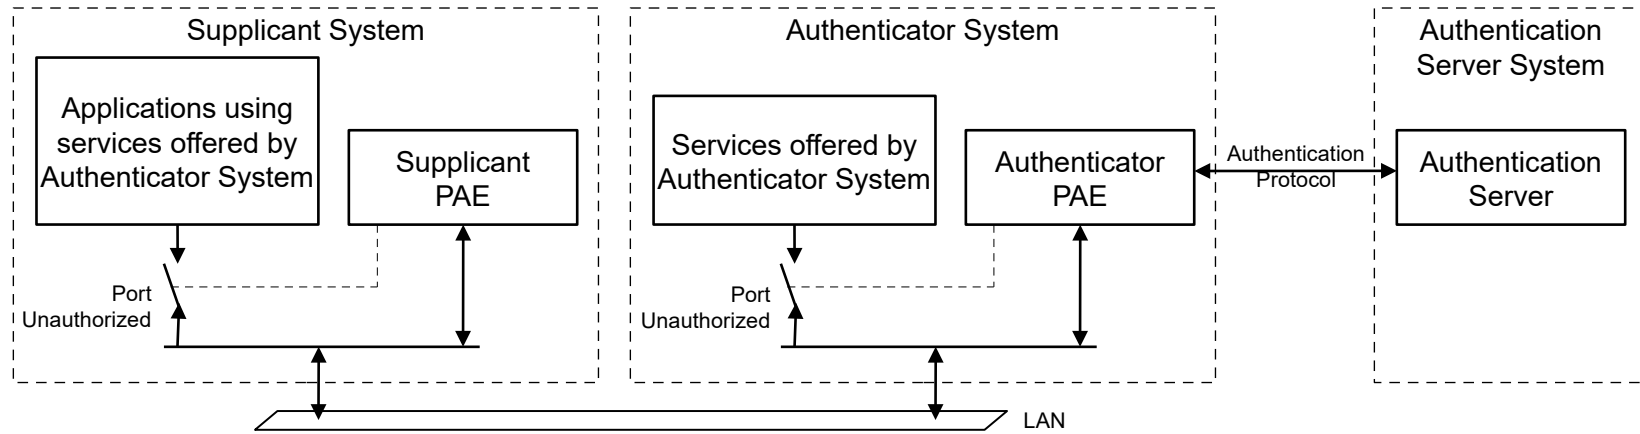 Supplicant System
Applications using
services offered by
Authenticator System
Supplicant
PAE
Port
Unauthorized
Authenticator System
Services offered by
Authenticator System
Authenticator
PAE
Port
Unauthorized
Authentication
Protocol
Authentication
Server System
Authentication
Server
LAN